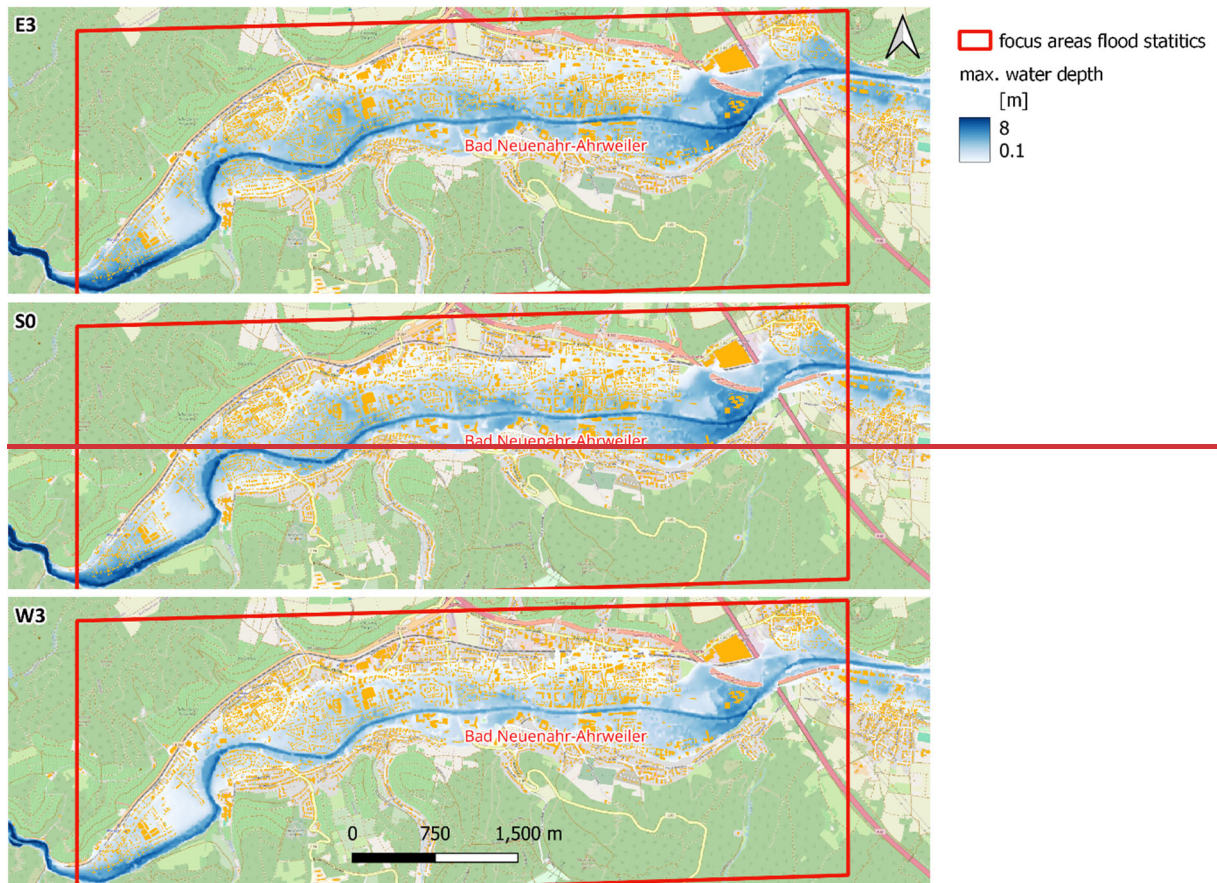 E3
focus areas flood statitics
max. water depth
[m]
8
0.1
Bad Neuenahr-Ahrweiler
S0
Bad Neuenahr-Ahrweiler
W3
Bad Neuenahr-Ahrweiler
0 750 1,500 m